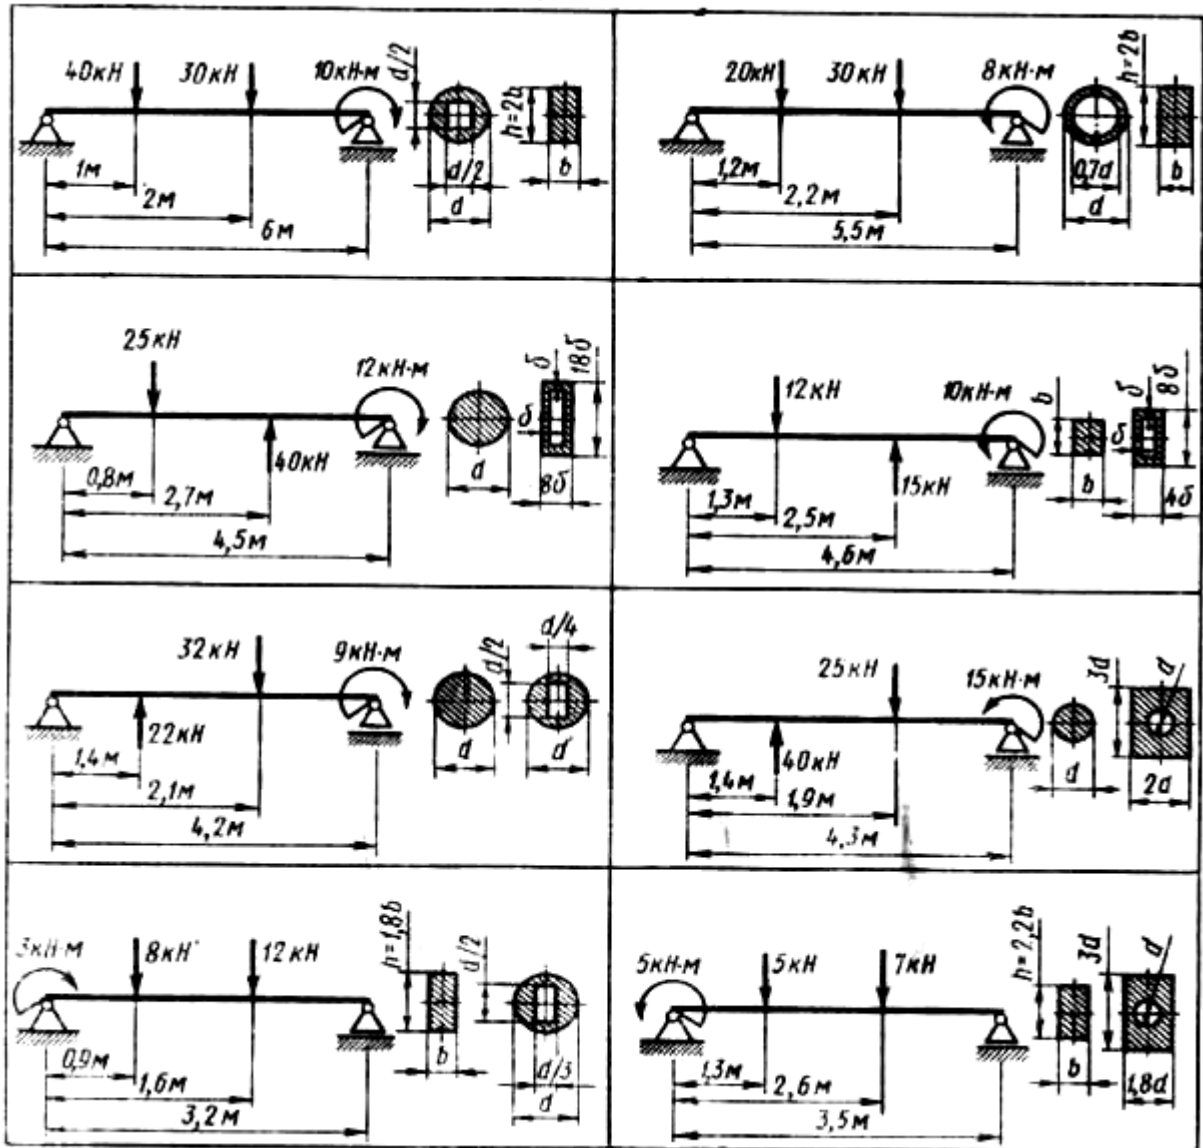 40кН 30кН 10кН·м d/2 h=2b
1м d/2 b
2м d
6м
20кН 30кН 8кН·м h=2b
1,2м 0,7d b
2,2м d
5,5м
25кН 12кН·м δ 18δ
δ
40кН
0,8м d 8δ
2,7м
4,5м
12кН 10кН·м b δ 8δ
δ
15кН
1,3м b 4δ
2,5м
4,6м
32кН 9кН·м d/2 d/4
22кН
1,4м d d
2,1м
4,2м
25кН 15кН·м 3d d
40кН
1,4м d 2d
1,9м
4,3м
3кН·м 8кН 12кН h=1,8b d/2
0,9м b d/3
1,6м d
3,2м
5кН·м 5кН 7кН h=2,2b 3d d
1,3м b 1,8d
2,6м
3,5м